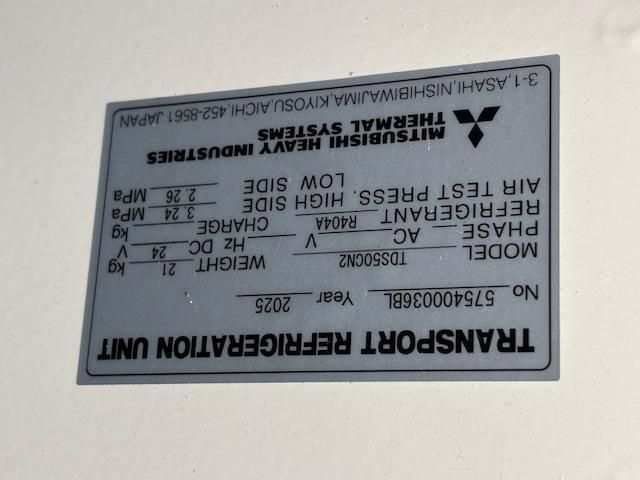 TRANSPORT REFRIGERATION UNIT
No 575400036BL Year 2025
MODEL TDS50CN2 WEIGHT 21 kg
PHASE AC V Hz DC 24 V
REFRIGERANT R404A CHARGE kg
AIR TEST PRESS. HIGH SIDE 3.24 MPa
LOW SIDE 2.26 MPa
MITSUBISHI HEAVY INDUSTRIES
THERMAL SYSTEMS
3-1,ASAHI,NISHIBIWAJIMA,KIYOSU,AICHI,452-8561 JAPAN